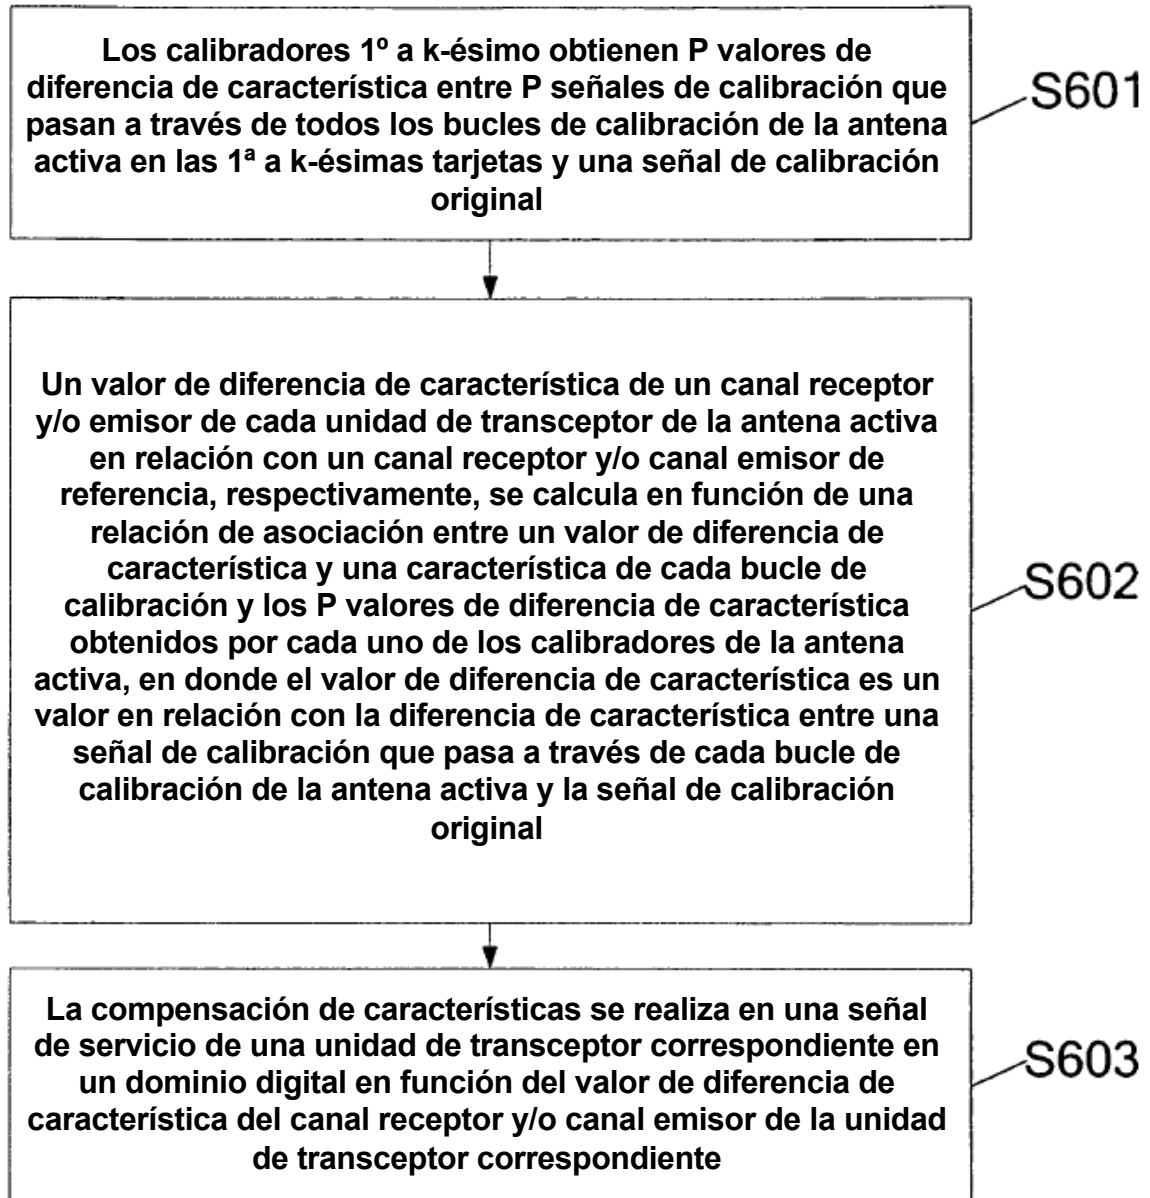 Los calibradores 1º a k-ésimo obtienen P valores de
diferencia de característica entre P señales de calibración que
pasan a través de todos los bucles de calibración de la antena
activa en las 1ª a k-ésimas tarjetas y una señal de calibración
original
S601
Un valor de diferencia de característica de un canal receptor
y/o emisor de cada unidad de transceptor de la antena activa
en relación con un canal receptor y/o canal emisor de
referencia, respectivamente, se calcula en función de una
relación de asociación entre un valor de diferencia de
característica y una característica de cada bucle de
calibración y los P valores de diferencia de característica
obtenidos por cada uno de los calibradores de la antena
activa, en donde el valor de diferencia de característica es un
valor en relación con la diferencia de característica entre una
señal de calibración que pasa a través de cada bucle de
calibración de la antena activa y la señal de calibración
original
S602
La compensación de características se realiza en una señal
de servicio de una unidad de transceptor correspondiente en
un dominio digital en función del valor de diferencia de
característica del canal receptor y/o canal emisor de la unidad
de transceptor correspondiente
S603